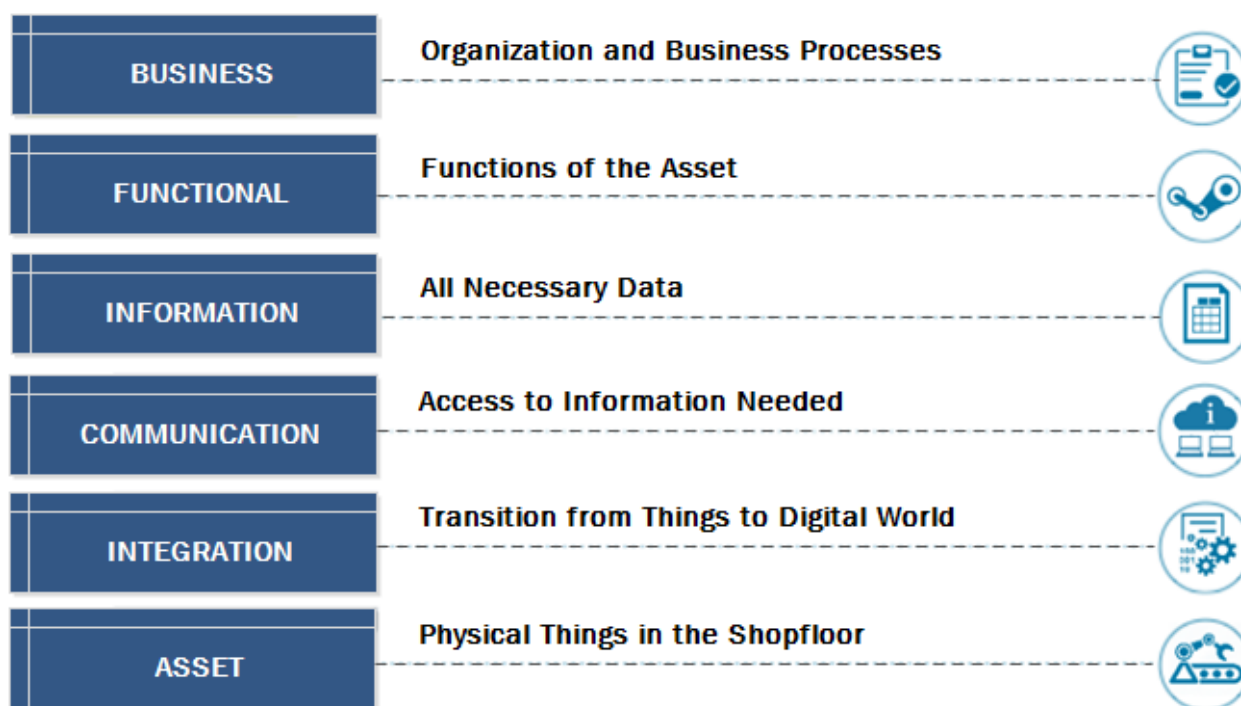 BUSINESS
Organization and Business Processes
FUNCTIONAL
Functions of the Asset
INFORMATION
All Necessary Data
COMMUNICATION
Access to Information Needed
i
INTEGRATION
Transition from Things to Digital World
ASSET
Physical Things in the Shopfloor